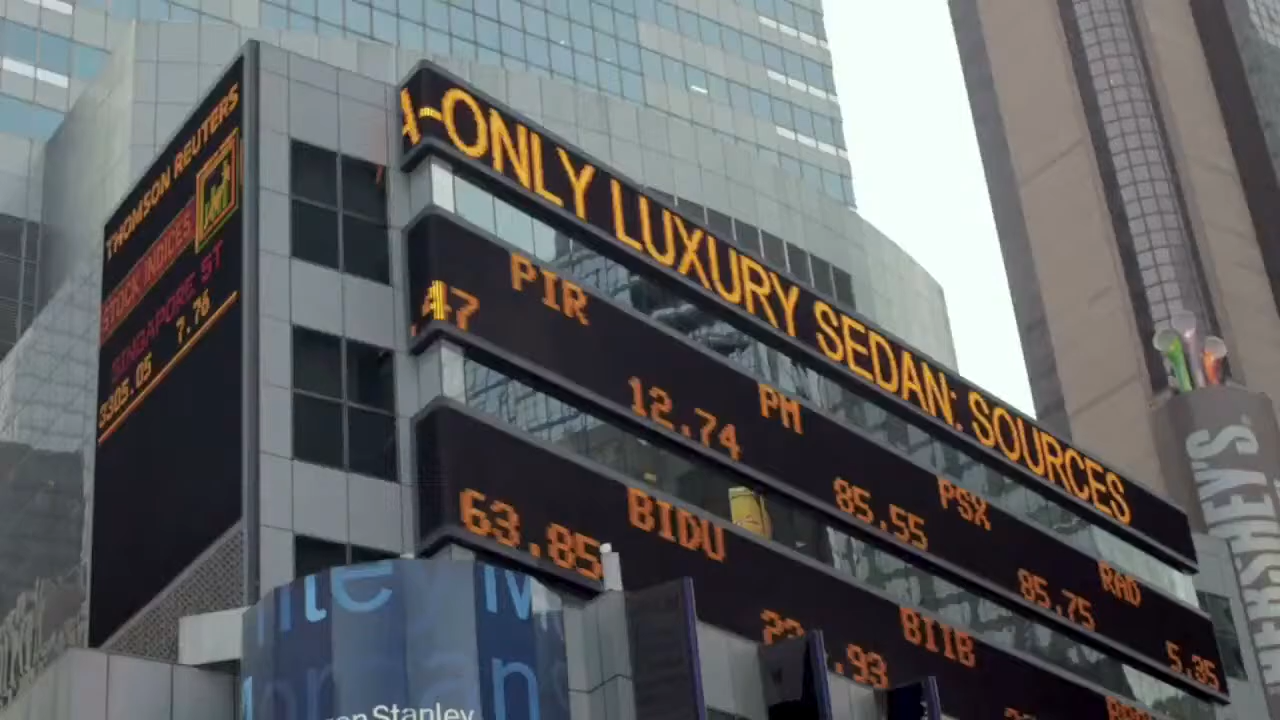 THOMSON REUTERS
STOCK INDICES
SINGAPORE ST
3305.05 7.76
A-ONLY LUXURY SEDAN: SOURCES
.47 PIR 12.74 PM 85.55 PSX 85.75 RAD 5.35
63.85 BIDU .93 BIIB
Stanley
HERSHEY'S